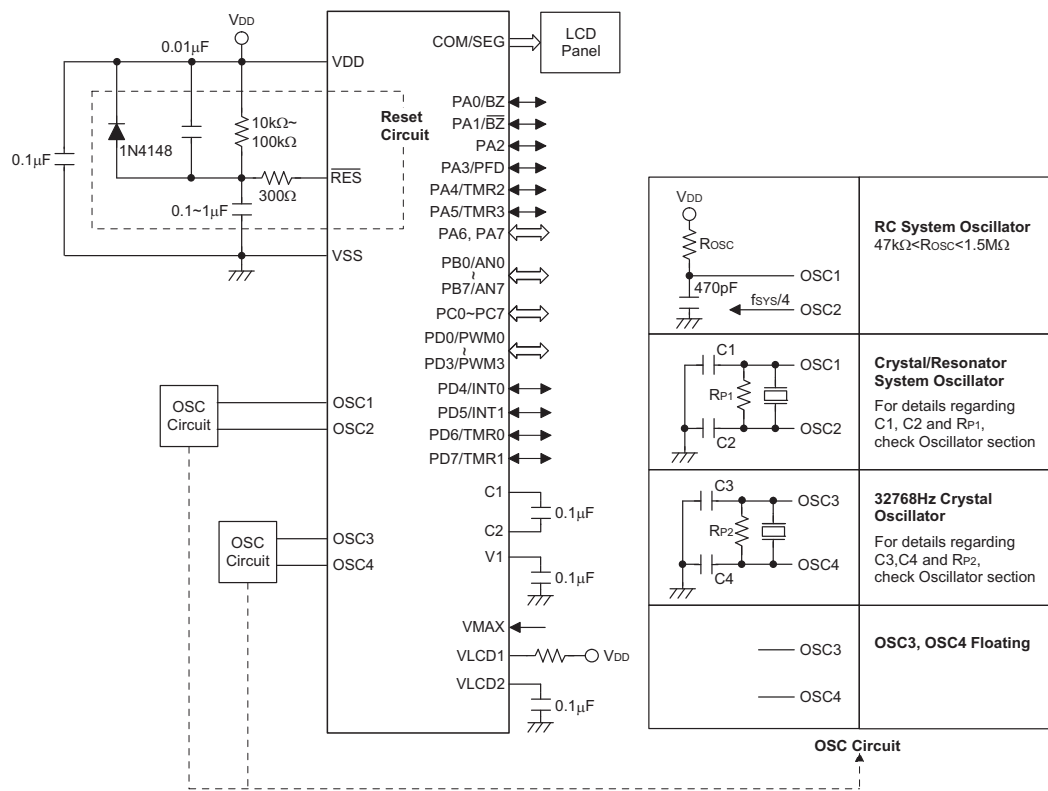 VDD
0.01μF
VDD
COM/SEG
LCD
Panel
Reset
Circuit
10kΩ~
100kΩ
1N4148
0.1μF
300Ω
RES
0.1~1μF
VSS
PA0/BZ
PA1/BZ
PA2
PA3/PFD
PA4/TMR2
PA5/TMR3
PA6, PA7
PB0/AN0
~
PB7/AN7
PC0~PC7
PD0/PWM0
~
PD3/PWM3
PD4/INT0
PD5/INT1
PD6/TMR0
PD7/TMR1
OSC
Circuit
OSC1
OSC2
C1
0.1μF
C2
OSC
Circuit
OSC3
OSC4
V1
0.1μF
VMAX
VLCD1
VDD
VLCD2
0.1μF
VDD
ROSC
OSC1
470pF
fSYS/4
OSC2
RC System Oscillator
47kΩ<ROSC<1.5MΩ
C1
OSC1
RP1
OSC2
C2
Crystal/Resonator
System Oscillator
For details regarding
C1, C2 and RP1,
check Oscillator section
C3
OSC3
RP2
OSC4
C4
32768Hz Crystal
Oscillator
For details regarding
C3,C4 and RP2,
check Oscillator section
OSC3
OSC4
OSC3, OSC4 Floating
OSC Circuit